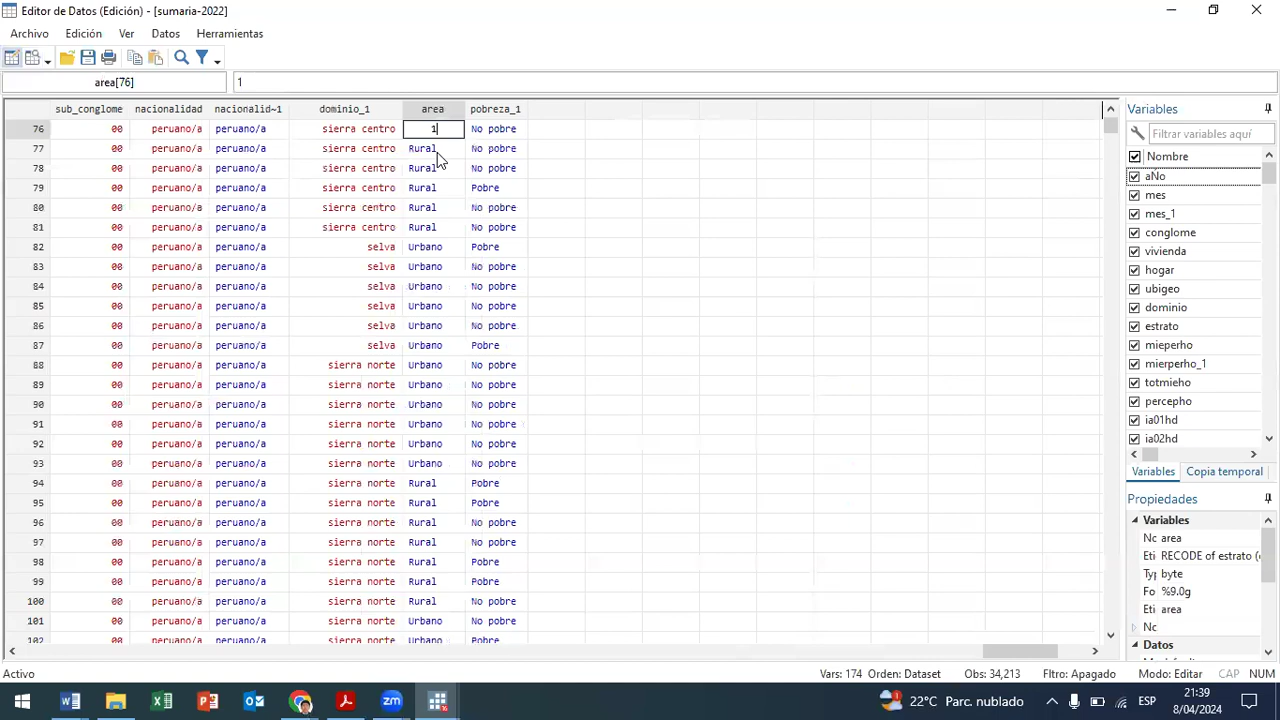 Editor de Datos (Edición) - [sumaria-2022]
Archivo Edición Ver Datos Herramientas
area[76] 1
sub_conglome nacionalidad nacionalid~1 dominio_1 area pobreza_1
76 00 peruano/a peruano/a sierra centro 1 No pobre
77 00 peruano/a peruano/a sierra centro Rural No pobre
78 00 peruano/a peruano/a sierra centro Rural No pobre
79 00 peruano/a peruano/a sierra centro Rural Pobre
80 00 peruano/a peruano/a sierra centro Rural No pobre
81 00 peruano/a peruano/a sierra centro Rural No pobre
82 00 peruano/a peruano/a selva Urbano Pobre
83 00 peruano/a peruano/a selva Urbano No pobre
84 00 peruano/a peruano/a selva Urbano No pobre
85 00 peruano/a peruano/a selva Urbano No pobre
86 00 peruano/a peruano/a selva Urbano No pobre
87 00 peruano/a peruano/a selva Urbano Pobre
88 00 peruano/a peruano/a sierra norte Urbano No pobre
89 00 peruano/a peruano/a sierra norte Urbano No pobre
90 00 peruano/a peruano/a sierra norte Urbano No pobre
91 00 peruano/a peruano/a sierra norte Urbano No pobre
92 00 peruano/a peruano/a sierra norte Urbano No pobre
93 00 peruano/a peruano/a sierra norte Urbano No pobre
94 00 peruano/a peruano/a sierra norte Rural Pobre
95 00 peruano/a peruano/a sierra norte Rural Pobre
96 00 peruano/a peruano/a sierra norte Rural No pobre
97 00 peruano/a peruano/a sierra norte Rural No pobre
98 00 peruano/a peruano/a sierra norte Rural Pobre
99 00 peruano/a peruano/a sierra norte Rural Pobre
100 00 peruano/a peruano/a sierra norte Rural No pobre
101 00 peruano/a peruano/a sierra norte Urbano No pobre
102 00 peruano/a peruano/a sierra norte Urbano Pobre
Variables
Filtrar variables aquí
Nombre
aNo
mes
mes_1
conglome
vivienda
hogar
ubigeo
dominio
estrato
mieperho
mierperho_1
totmieho
percepho
ia01hd
ia02hd
Variables Copia temporal
Propiedades
Variables
Nc area
Eti RECODE of estrato (
Typ byte
Fo %9.0g
Eti area
Nc
Datos
Activo Vars: 174 Orden: Dataset Obs: 34,213 Fltro: Apagado Modo: Editar CAP NUM
22°C Parc. nublado ESP 21:39
8/04/2024